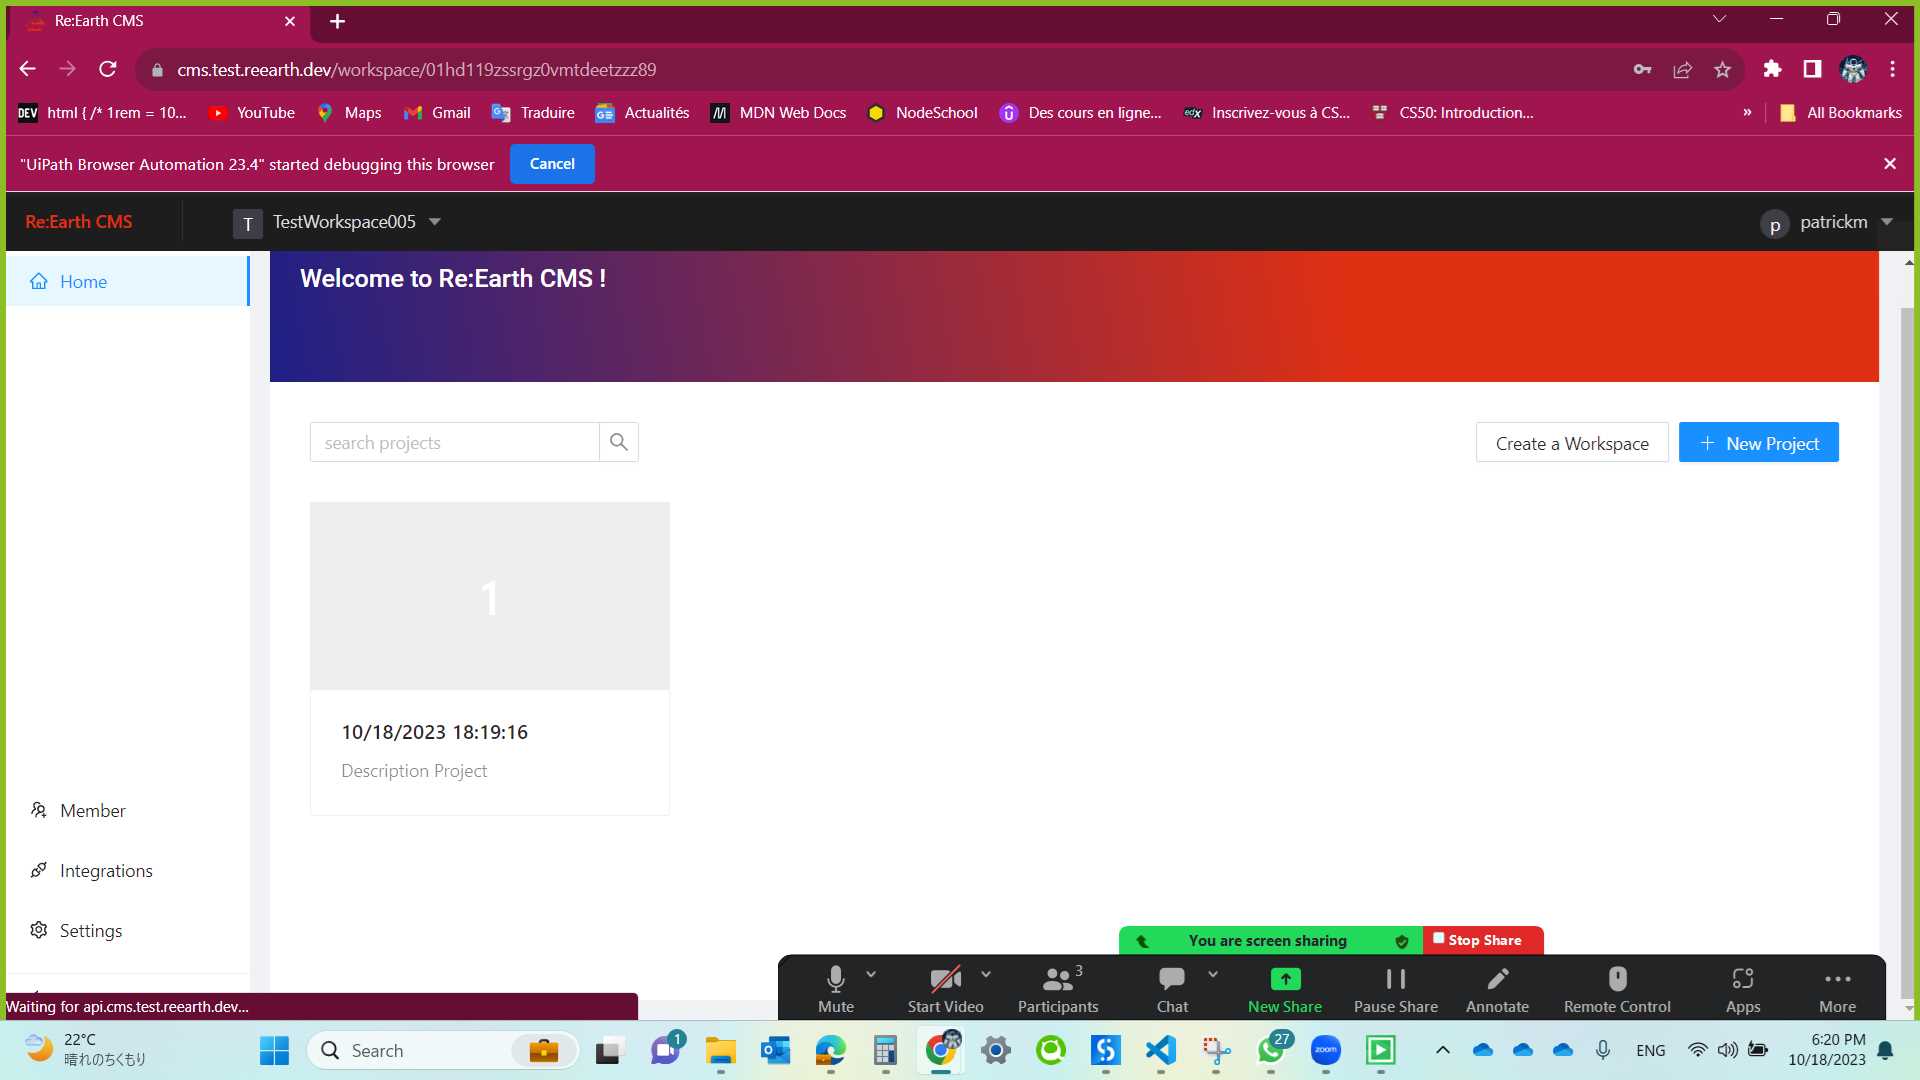 Re:Earth CMS
cms.test.reearth.dev/workspace/01hd119zssrgz0vmtdeetzzz89
DEV html { /* 1rem = 10... YouTube Maps Gmail Traduire Actualités MDN Web Docs NodeSchool Des cours en ligne... edX Inscrivez-vous à CS... CS50: Introduction... » All Bookmarks
"UiPath Browser Automation 23.4" started debugging this browser Cancel
Re:Earth CMS T TestWorkspace005 p patrickm
Home
Welcome to Re:Earth CMS !
search projects Create a Workspace + New Project
1
10/18/2023 18:19:16
Description Project
Member
Integrations
Settings
You are screen sharing Stop Share
3
Mute Start Video Participants Chat New Share Pause Share Annotate Remote Control Apps More
Waiting for api.cms.test.reearth.dev...
22°C
晴れのちくもり
Search
1
27
zoom
ENG
6:20 PM
10/18/2023